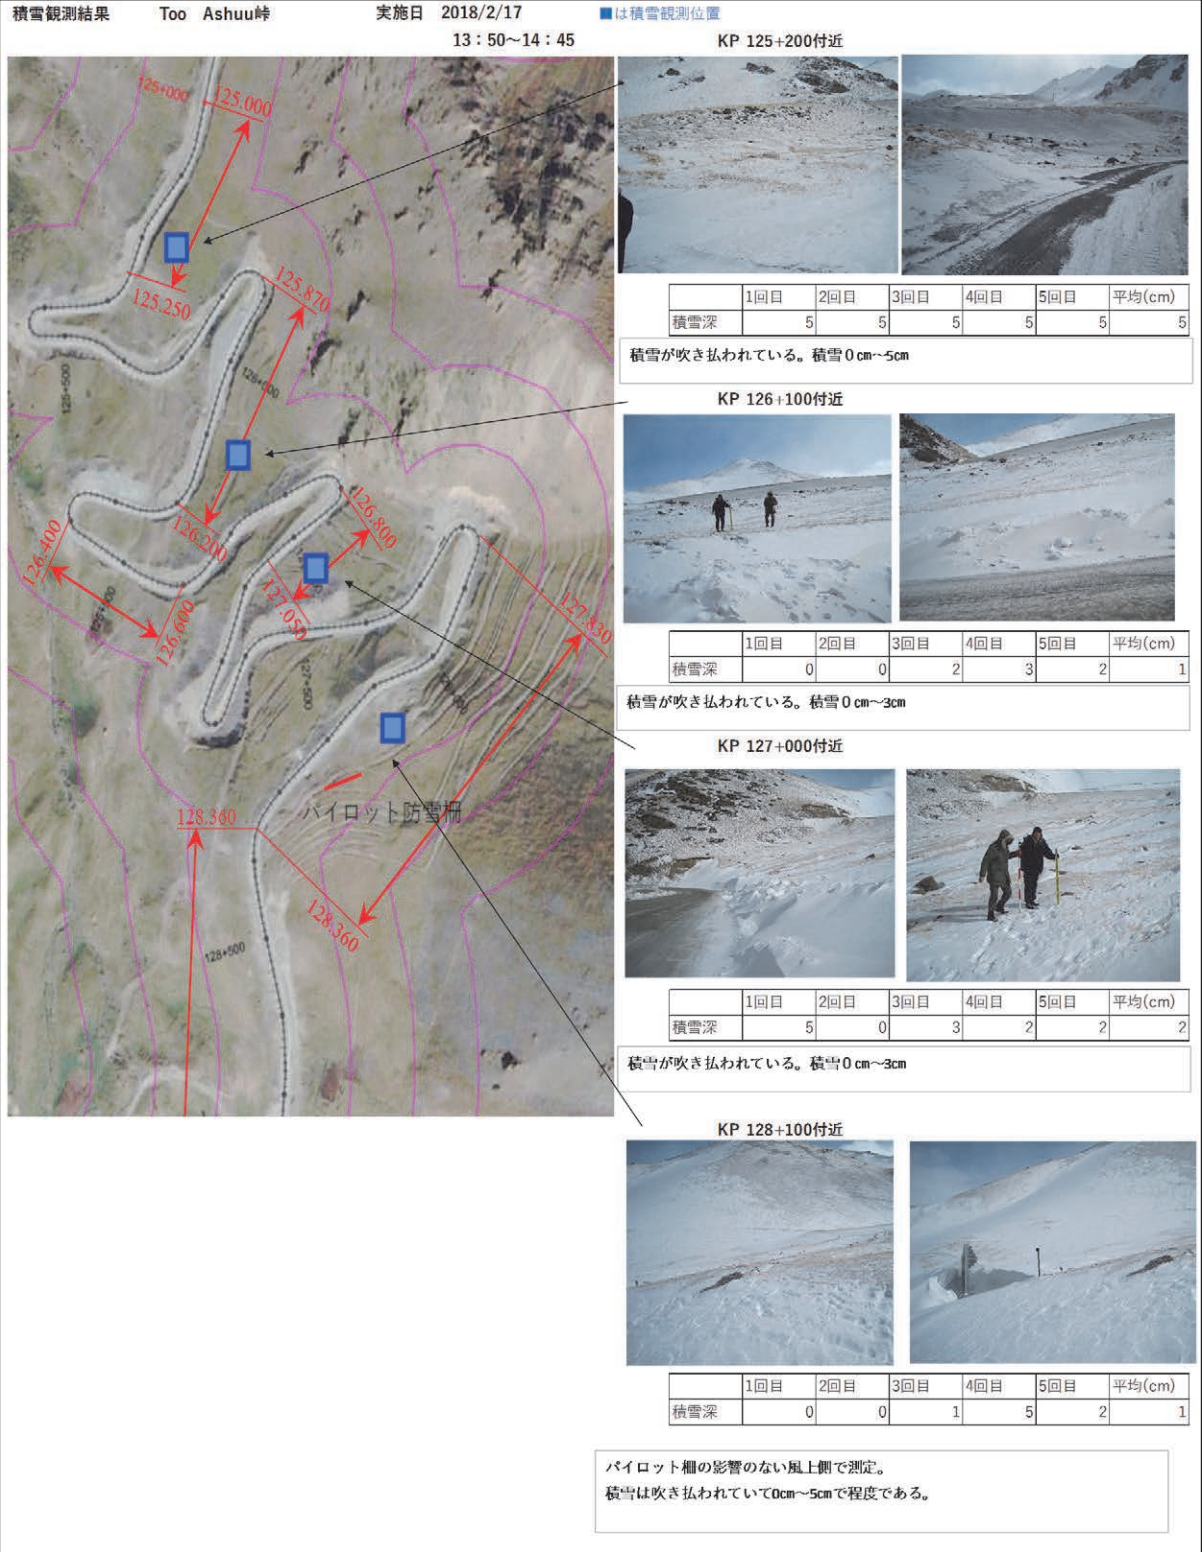 積雪観測結果 Too Ashuu峠 実施日 2018/2/17 ■は積雪観測位置
13：50～14：45
125+000
125.000
125.250
125.870
125+500
126+000
126.200
126.400
126.600
126.800
127.050
127+500
127.830
パイロット防雪柵
128.360
128.360
128+500
KP 125+200付近
1回目 2回目 3回目 4回目 5回目 平均(cm)
積雪深 5 5 5 5 5 5
積雪が吹き払われている。積雪０cm～5cm
KP 126+100付近
1回目 2回目 3回目 4回目 5回目 平均(cm)
積雪深 0 0 2 3 2 1
積雪が吹き払われている。積雪０cm～3cm
KP 127+000付近
1回目 2回目 3回目 4回目 5回目 平均(cm)
積雪深 5 0 3 2 2 2
積雪が吹き払われている。積雪０cm～3cm
KP 128+100付近
1回目 2回目 3回目 4回目 5回目 平均(cm)
積雪深 0 0 1 5 2 1
パイロット柵の影響のない風上側で測定。
積雪は吹き払われていて0cm～5cmで程度である。